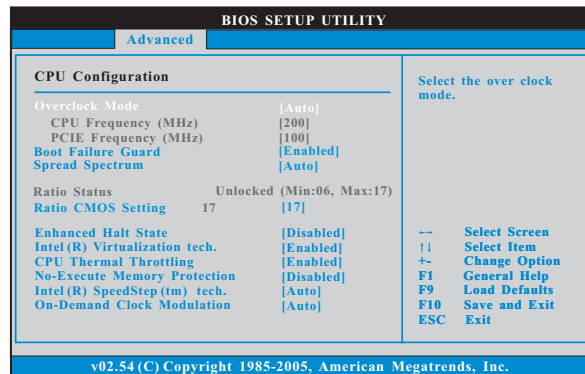 BIOS SETUP UTILITY
Advanced
CPU Configuration
Overclock Mode [Auto]
CPU Frequency (MHz) [200]
PCIE Frequency (MHz) [100]
Boot Failure Guard [Enabled]
Spread Spectrum [Auto]
Ratio Status Unlocked (Min:06, Max:17)
Ratio CMOS Setting 17 [17]
Enhanced Halt State [Disabled]
Intel (R) Virtualization tech. [Enabled]
CPU Thermal Throttling [Enabled]
No-Execute Memory Protection [Disabled]
Intel (R) SpeedStep (tm) tech. [Auto]
On-Demand Clock Modulation [Auto]
Select the over clock
mode.
←→ Select Screen
↑↓ Select Item
+- Change Option
F1 General Help
F9 Load Defaults
F10 Save and Exit
ESC Exit
v02.54 (C) Copyright 1985-2005, American Megatrends, Inc.